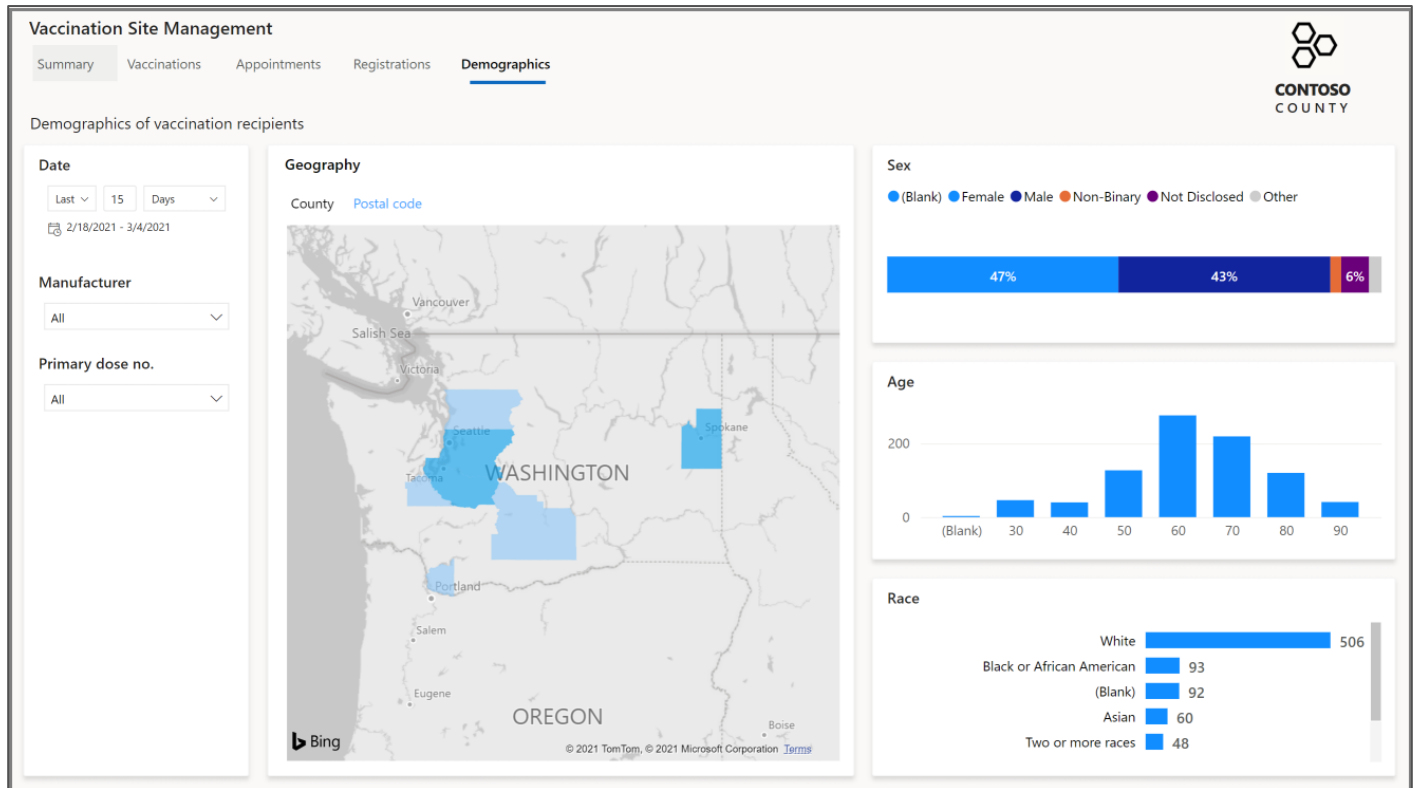 Vaccination Site Management
Summary Vaccinations Appointments Registrations Demographics
CONTOSO
COUNTY
Demographics of vaccination recipients
Date
Last 15 Days
2/18/2021 - 3/4/2021
Manufacturer
All
Primary dose no.
All
Geography
County Postal code
Vancouver
Salish Sea
Victoria
Seattle
Spokane
Tacoma
WASHINGTON
Portland
Salem
Eugene
OREGON
Boise
Bing
© 2021 TomTom, © 2021 Microsoft Corporation Terms
Sex
(Blank) Female Male Non-Binary Not Disclosed Other
47% 43% 6%
Age
200
0
(Blank) 30 40 50 60 70 80 90
Race
White 506
Black or African American 93
(Blank) 92
Asian 60
Two or more races 48